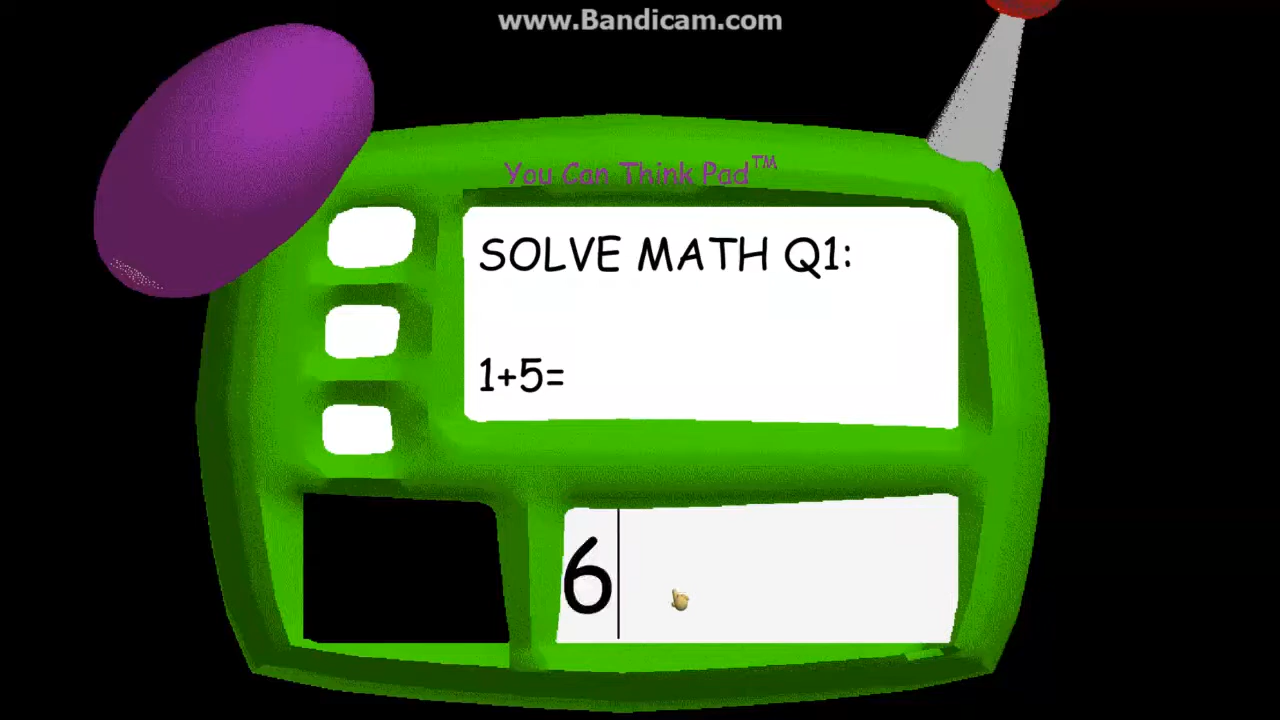 www.Bandicam.com
You Can Think Pad™
SOLVE MATH Q1:
1+5=
6